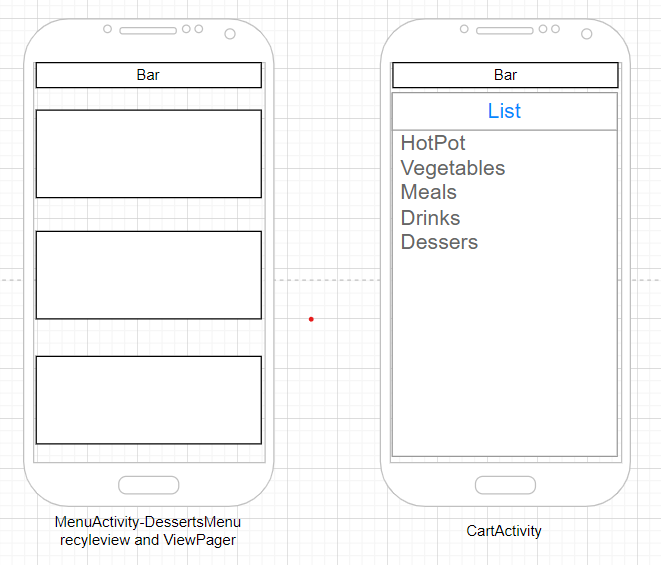 Bar
MenuActivity-DessertsMenu
recyleview and ViewPager
Bar
List
HotPot
Vegetables
Meals
Drinks
Dessers
CartActivity